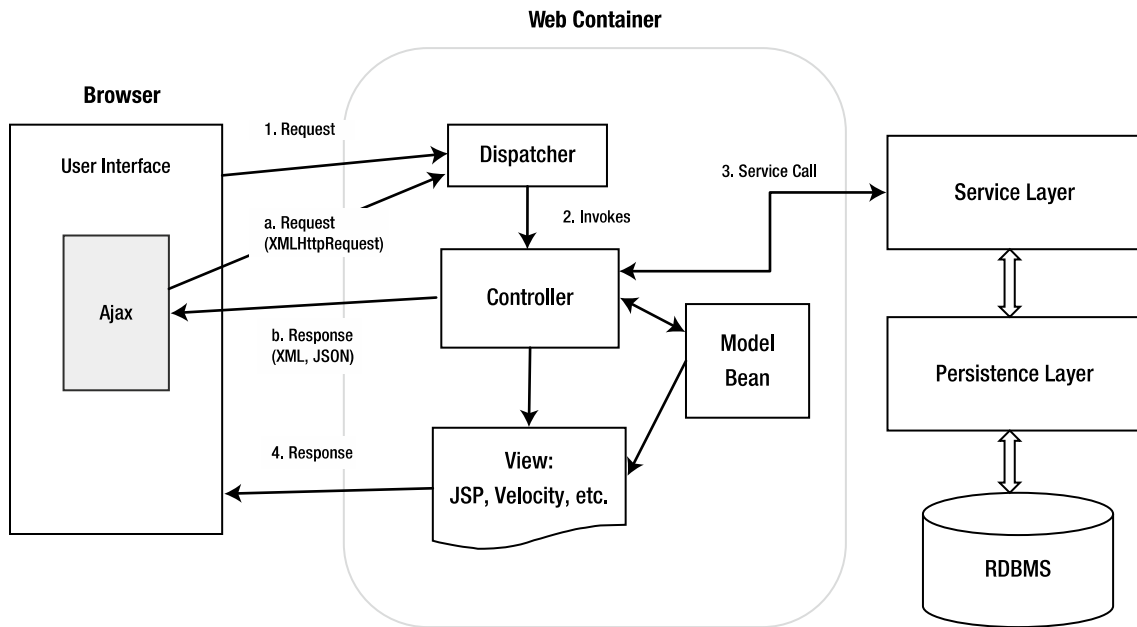 Web Container
Browser
1. Request
User Interface
Dispatcher
3. Service Call
Service Layer
a. Request
(XMLHttpRequest)
2. Invokes
Ajax
Controller
b. Response
(XML, JSON)
Model
Bean
Persistence Layer
4. Response
View:
JSP, Velocity, etc.
RDBMS